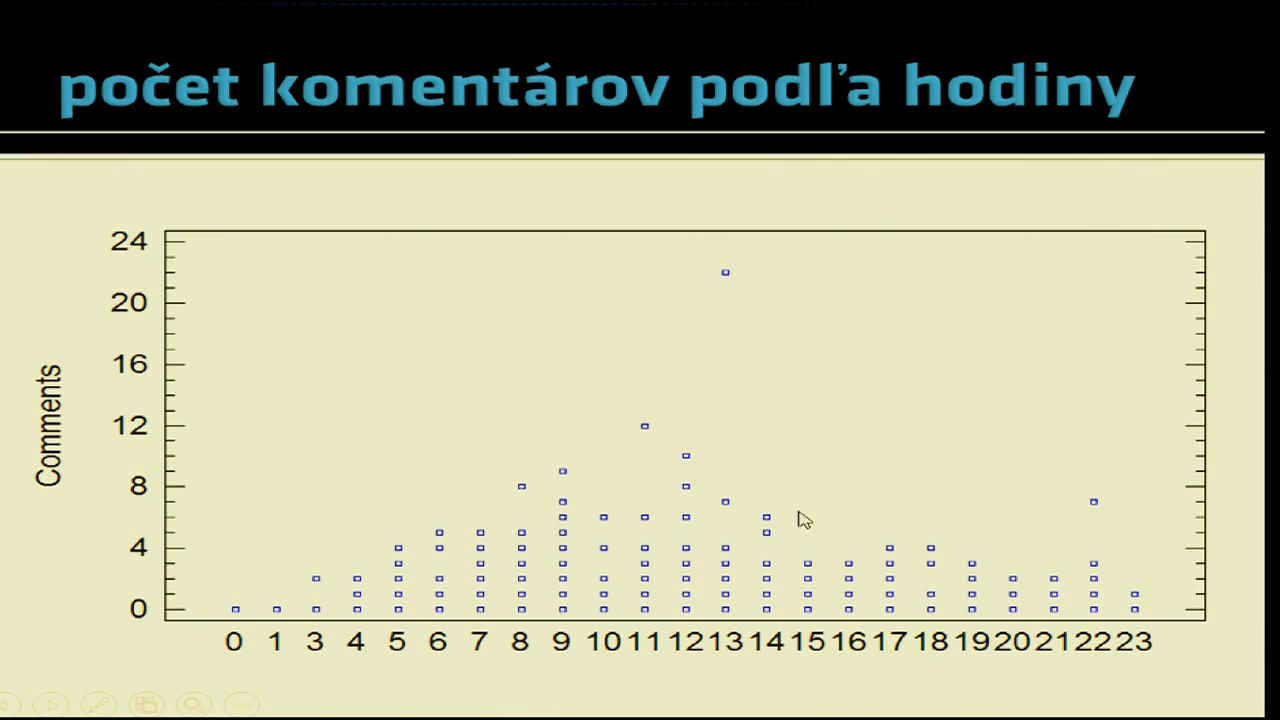 počet komentárov podľa hodiny
24
20
16
12
8
4
0
Comments
0 1 3 4 5 6 7 8 9 10 11 12 13 14 15 16 17 18 19 20 21 22 23